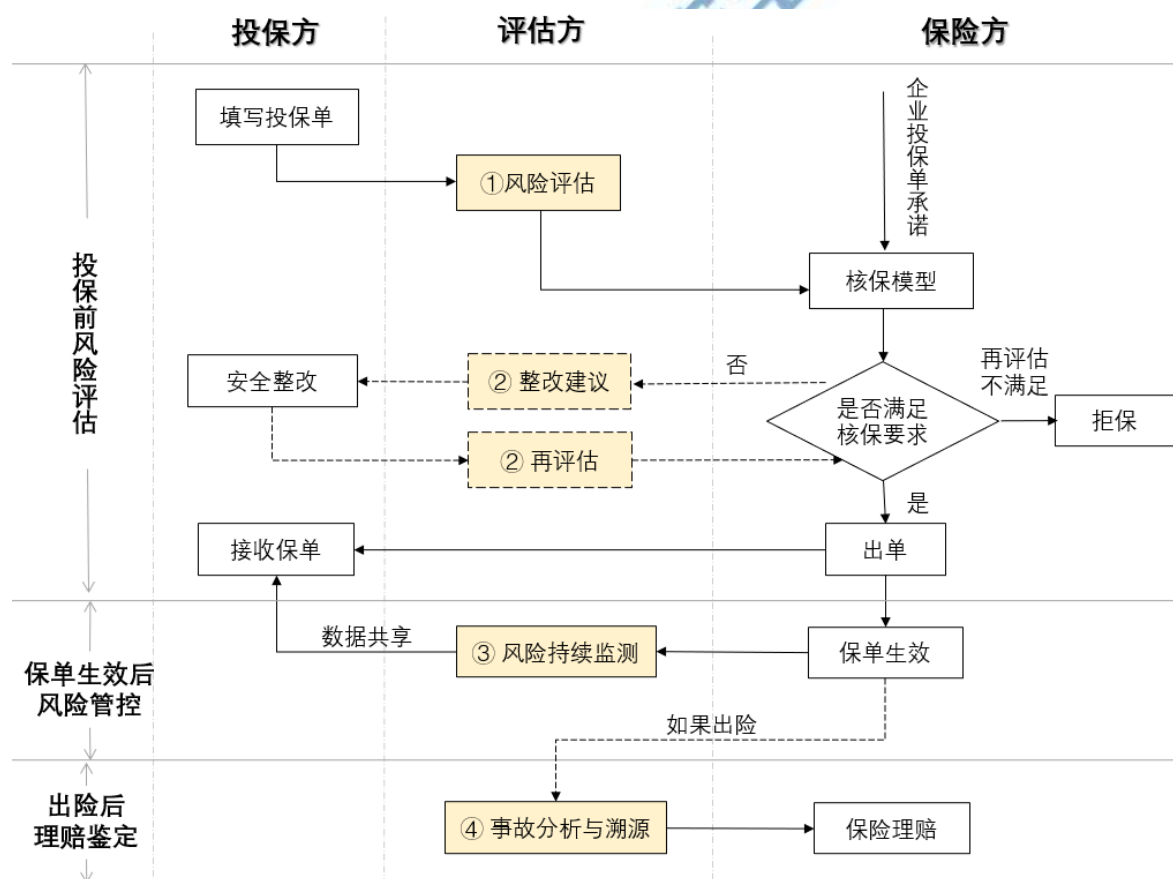 投保方
评估方
保险方
填写投保单
企业投保单承诺
①风险评估
投保前风险评估
核保模型
否
再评估
不满足
安全整改
② 整改建议
是否满足
核保要求
拒保
② 再评估
是
接收保单
出单
数据共享
③ 风险持续监测
保单生效
保单生效后
风险管控
如果出险
出险后
理赔鉴定
④ 事故分析与溯源
保险理赔